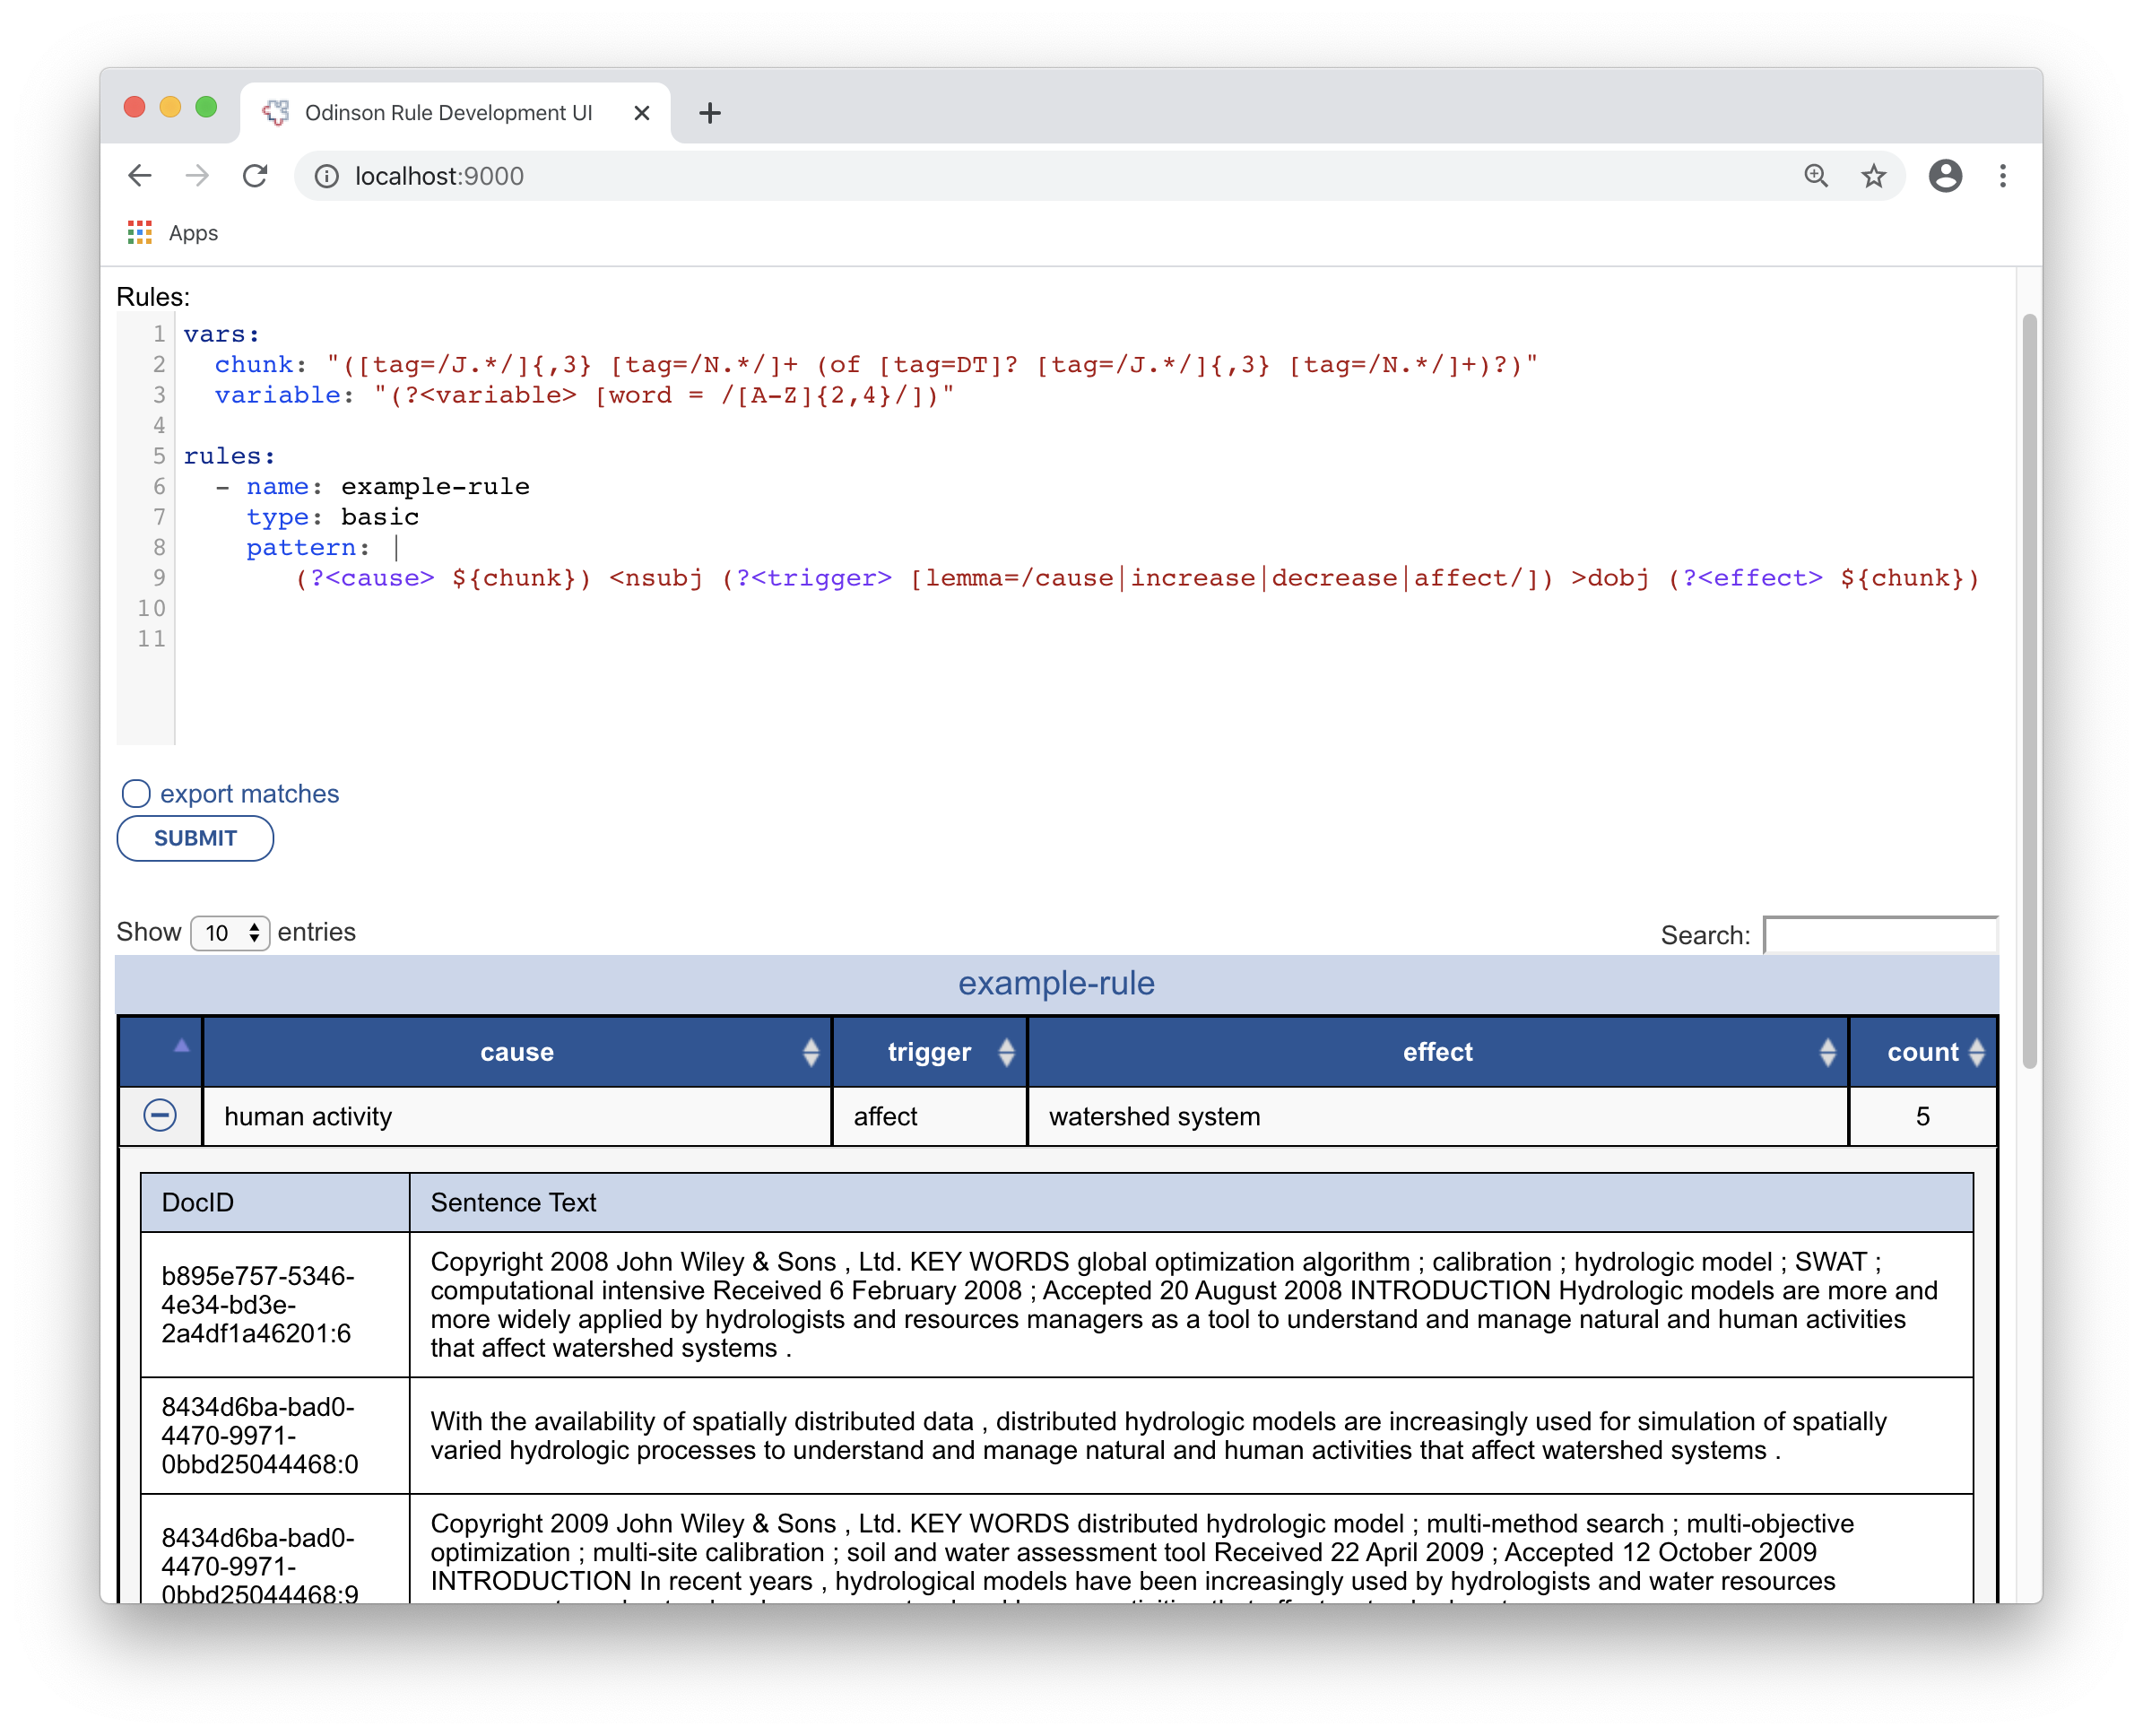 Odinson Rule Development UI
localhost:9000
Apps
Rules:
1 vars:
2 chunk: "([tag=/J.*/]{,3} [tag=/N.*/]+ (of [tag=DT]? [tag=/J.*/]{,3} [tag=/N.*/]+)?)"
3 variable: "(?<variable> [word = /[A-Z]{2,4}/])"
4
5 rules:
6 - name: example-rule
7 type: basic
8 pattern: |
9 (?<cause> ${chunk}) <nsubj (?<trigger> [lemma=/cause|increase|decrease|affect/]) >dobj (?<effect> ${chunk})
10
11
export matches
SUBMIT
Show 10 entries
Search:
example-rule
cause trigger effect count
human activity affect watershed system 5
DocID Sentence Text
b895e757-5346-
4e34-bd3e-
2a4df1a46201:6
Copyright 2008 John Wiley & Sons , Ltd. KEY WORDS global optimization algorithm ; calibration ; hydrologic model ; SWAT ;
computational intensive Received 6 February 2008 ; Accepted 20 August 2008 INTRODUCTION Hydrologic models are more and
more widely applied by hydrologists and resources managers as a tool to understand and manage natural and human activities
that affect watershed systems .
8434d6ba-bad0-
4470-9971-
0bbd25044468:0
With the availability of spatially distributed data , distributed hydrologic models are increasingly used for simulation of spatially
varied hydrologic processes to understand and manage natural and human activities that affect watershed systems .
8434d6ba-bad0-
4470-9971-
0bbd25044468:9
Copyright 2009 John Wiley & Sons , Ltd. KEY WORDS distributed hydrologic model ; multi-method search ; multi-objective
optimization ; multi-site calibration ; soil and water assessment tool Received 22 April 2009 ; Accepted 12 October 2009
INTRODUCTION In recent years , hydrological models have been increasingly used by hydrologists and water resources